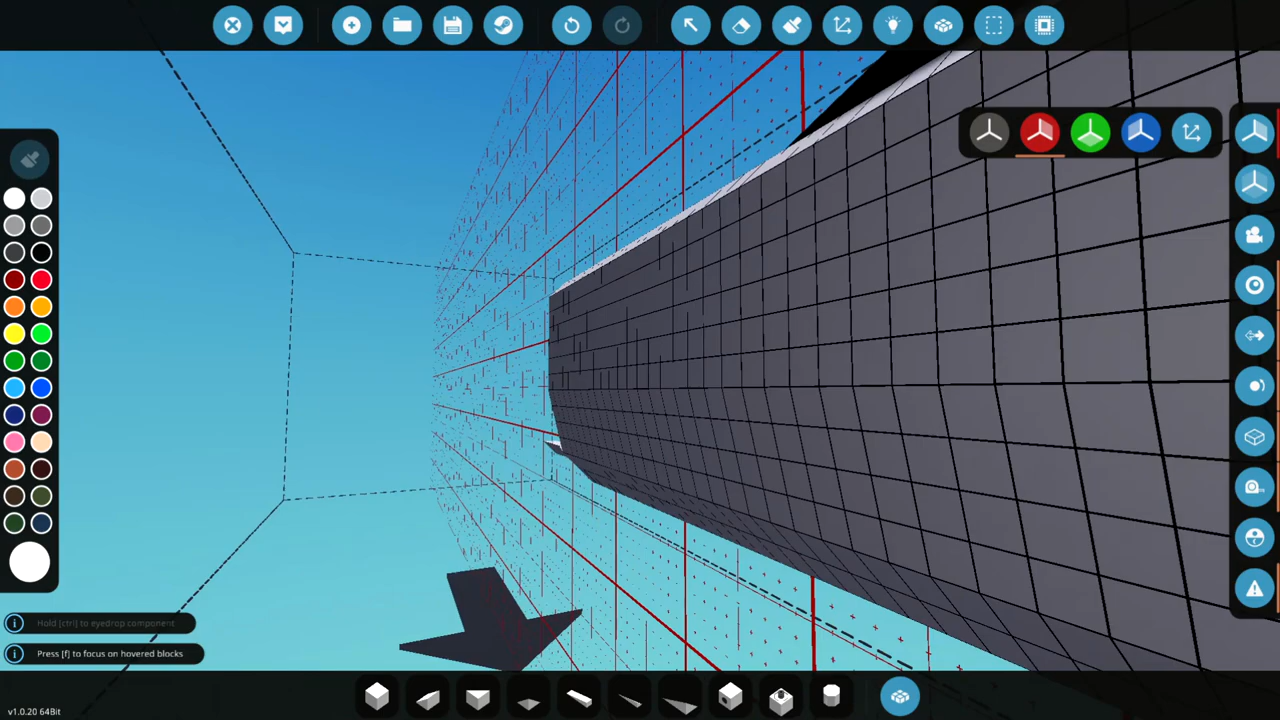 Hold [ctrl] to eyedrop component
Press [f] to focus on hovered blocks
v1.0.20 64Bit